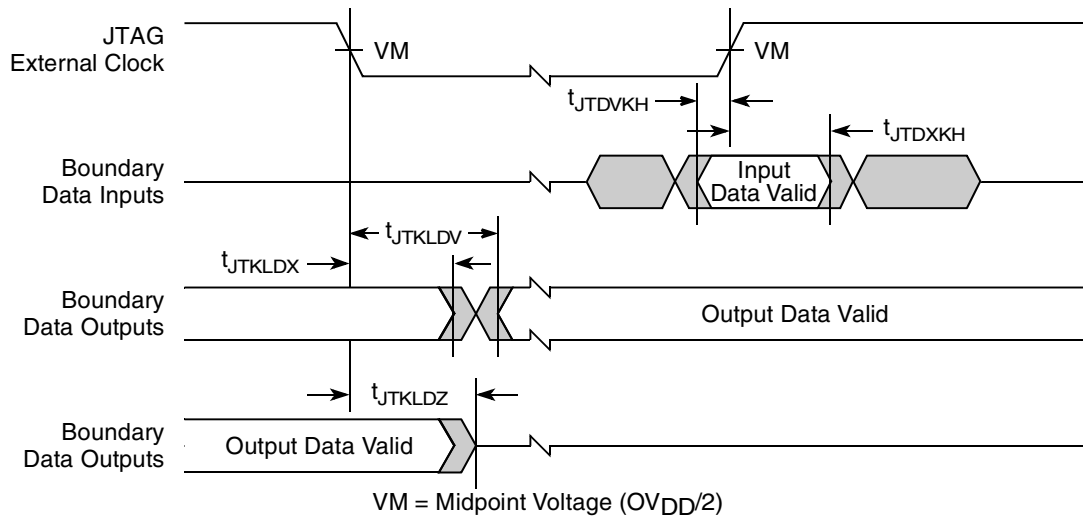 JTAG
External Clock
VM
VM
tJTDVKH
tJTDXKH
Boundary
Data Inputs
Input
Data Valid
tJTKLDV
tJTKLDX
Boundary
Data Outputs
Output Data Valid
tJTKLDZ
Boundary
Data Outputs
Output Data Valid
VM = Midpoint Voltage (OVDD/2)